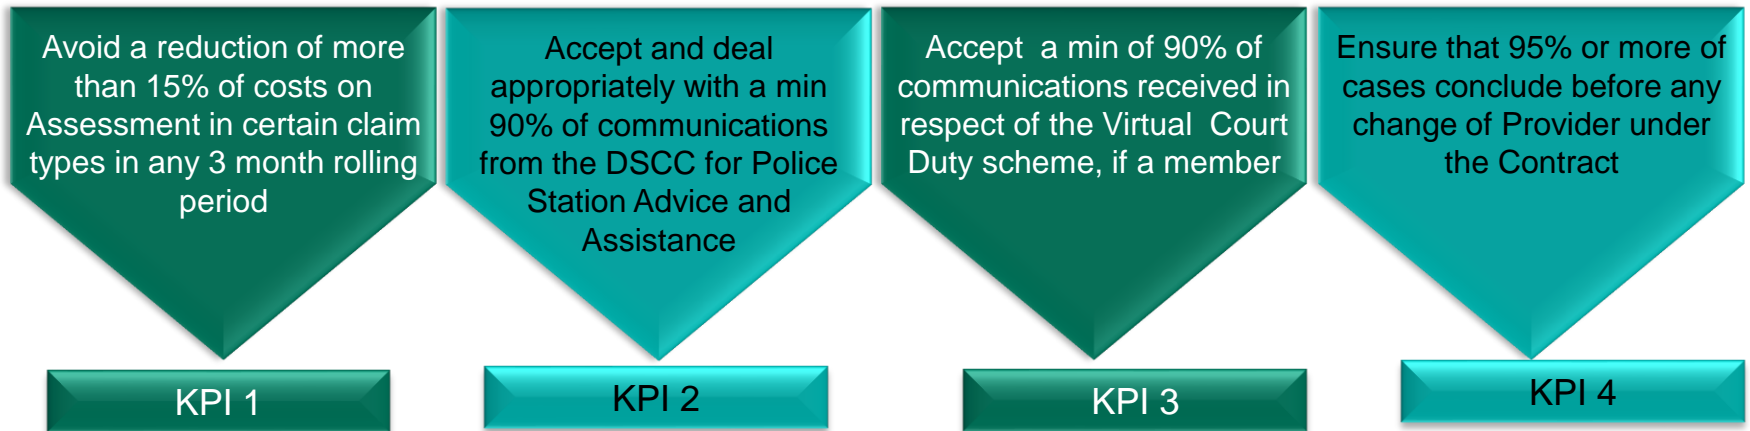 Avoid a reduction of more
than 15% of costs on
Assessment in certain claim
types in any 3 month rolling
period
KPI 1
Accept and deal
appropriately with a min
90% of communications
from the DSCC for Police
Station Advice and
Assistance
KPI 2
Accept a min of 90% of
communications received in
respect of the Virtual Court
Duty scheme, if a member
KPI 3
Ensure that 95% or more of
cases conclude before any
change of Provider under
the Contract
KPI 4